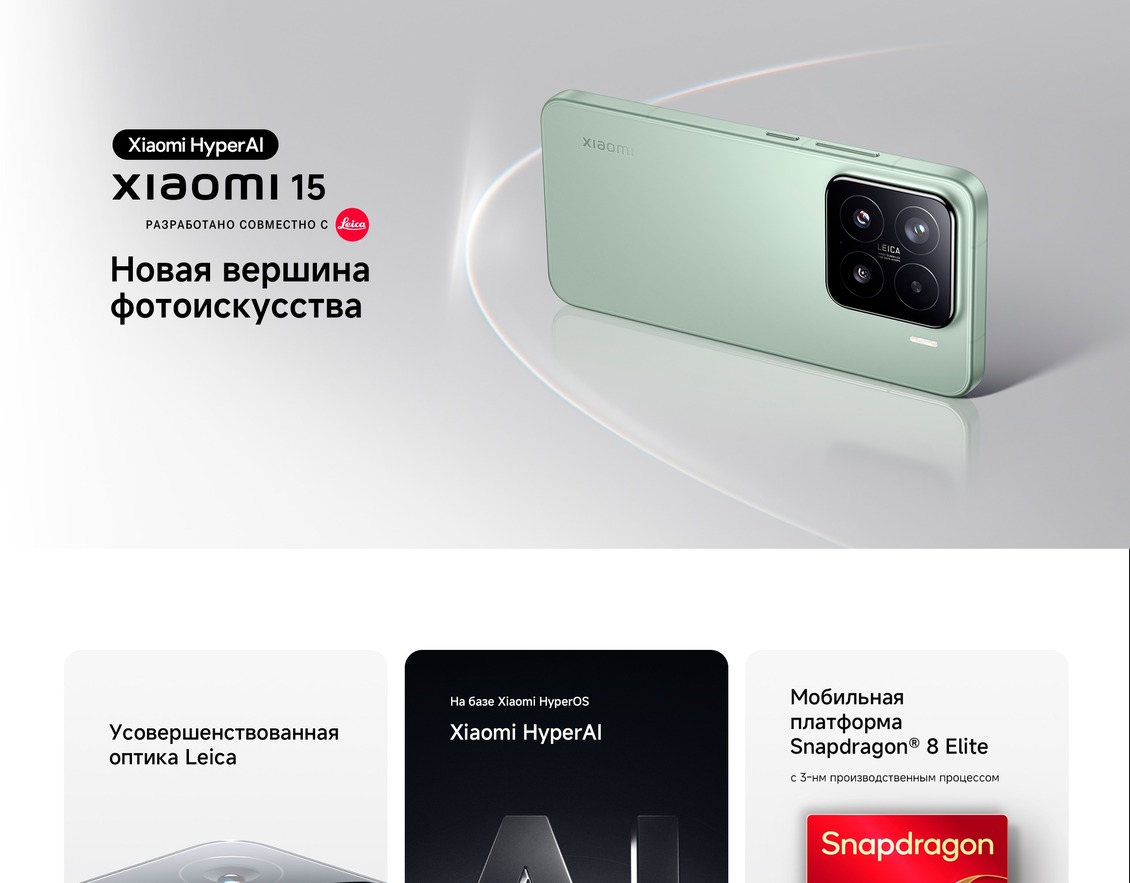 Xiaomi HyperAI
xiaomi 15
РАЗРАБОТАНО СОВМЕСТНО С Leica
Новая вершина
фотоискусства
xiaomi
LEICA
Усовершенствованная
оптика Leica
На базе Xiaomi HyperOS
Xiaomi HyperAI
AI
Мобильная
платформа
Snapdragon® 8 Elite
с 3-нм производственным процессом
Snapdragon